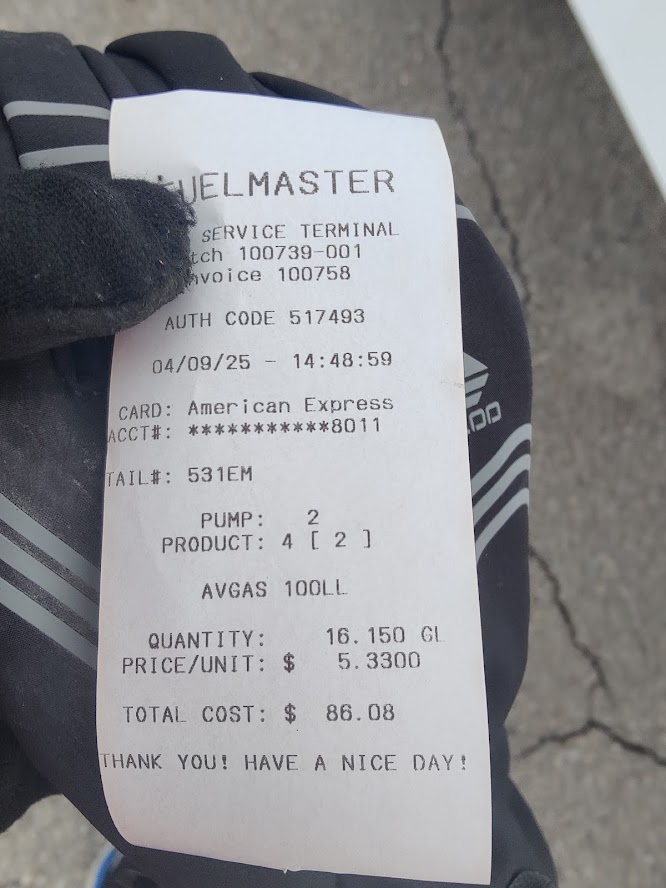 UELMASTER
SERVICE TERMINAL
tch 100739-001
nvoice 100758
AUTH CODE 517493
04/09/25 - 14:48:59
CARD: American Express
ACCT#: ***********8011
TAIL#: 531EM
PUMP: 2
PRODUCT: 4 [ 2 ]
AVGAS 100LL
QUANTITY: 16.150 GL
PRICE/UNIT: $ 5.3300
TOTAL COST: $ 86.08
THANK YOU! HAVE A NICE DAY!